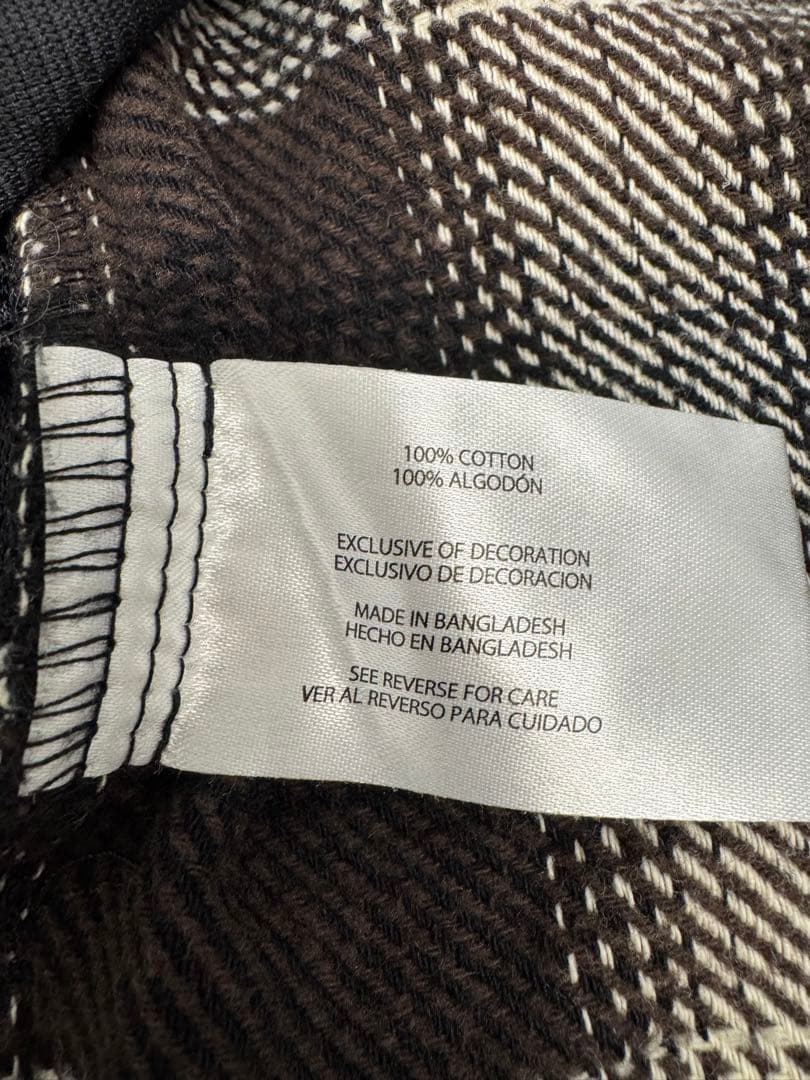 100% COTTON
100% ALGODÓN
EXCLUSIVE OF DECORATION
EXCLUSIVO DE DECORACION
MADE IN BANGLADESH
HECHO EN BANGLADESH
SEE REVERSE FOR CARE
VER AL REVERSO PARA CUIDADO